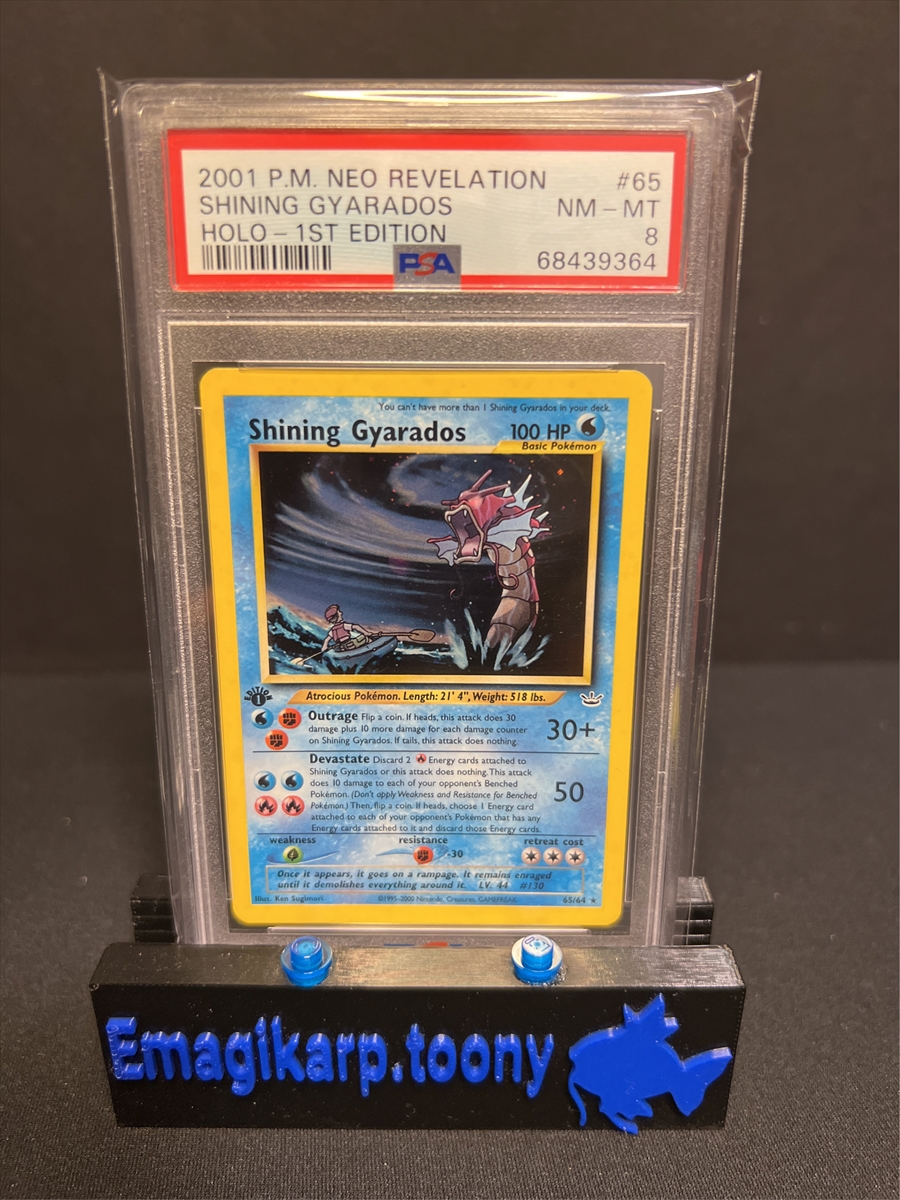 2001 P.M. NEO REVELATION #65
SHINING GYARADOS NM - MT
HOLO - 1ST EDITION 8
PSA 68439364
You can't have more than 1 Shining Gyarados in your deck.
Shining Gyarados 100 HP
Basic Pokémon
EDITION
1
Atrocious Pokémon. Length: 21' 4", Weight: 518 lbs.
Outrage Flip a coin. If heads, this attack does 30
damage plus 10 more damage for each damage counter
on Shining Gyarados. If tails, this attack does nothing.
30+
Devastate Discard 2 Energy cards attached to
Shining Gyarados or this attack does nothing. This attack
does 10 damage to each of your opponent's Benched
Pokémon. (Don't apply Weakness and Resistance for Benched
Pokémon.) Then, flip a coin. If heads, choose 1 Energy card
attached to each of your opponent's Pokémon that has any
Energy cards attached to it and discard those Energy cards.
50
weakness resistance retreat cost
-30
Once it appears, it goes on a rampage. It remains enraged
until it demolishes everything around it. LV. 44 #130
Illus. Ken Sugimori ©1995-2000 Nintendo, Creatures, GAMEFREAK. 65/64
Emagikarp.toony